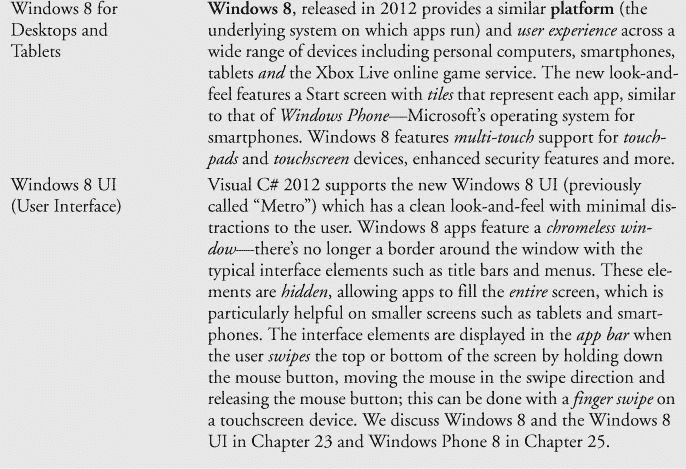 Windows 8 for
Desktops and
Tablets
Windows 8, released in 2012 provides a similar platform (the
underlying system on which apps run) and user experience across a
wide range of devices including personal computers, smartphones,
tablets and the Xbox Live online game service. The new look-and-
feel features a Start screen with tiles that represent each app, similar
to that of Windows Phone—Microsoft's operating system for
smartphones. Windows 8 features multi-touch support for touch-
pads and touchscreen devices, enhanced security features and more.
Windows 8 UI
(User Interface)
Visual C# 2012 supports the new Windows 8 UI (previously
called “Metro”) which has a clean look-and-feel with minimal dis-
tractions to the user. Windows 8 apps feature a chromeless win-
dow—there's no longer a border around the window with the
typical interface elements such as title bars and menus. These ele-
ments are hidden, allowing apps to fill the entire screen, which is
particularly helpful on smaller screens such as tablets and smart-
phones. The interface elements are displayed in the app bar when
the user swipes the top or bottom of the screen by holding down
the mouse button, moving the mouse in the swipe direction and
releasing the mouse button; this can be done with a finger swipe on
a touchscreen device. We discuss Windows 8 and the Windows 8
UI in Chapter 23 and Windows Phone 8 in Chapter 25.